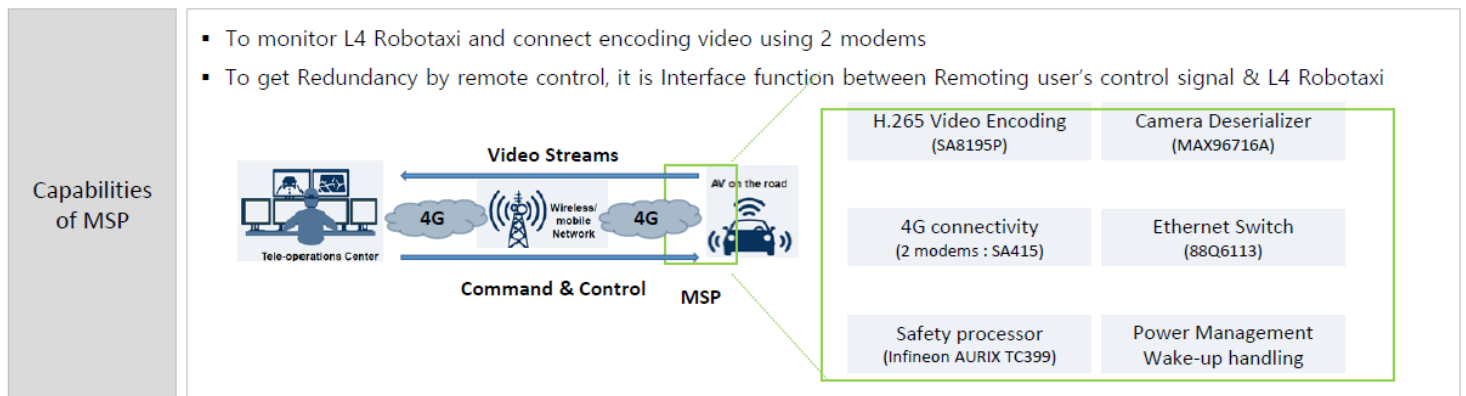 Capabilities
of MSP
▪ To monitor L4 Robotaxi and connect encoding video using 2 modems
▪ To get Redundancy by remote control, it is Interface function between Remoting user's control signal & L4 Robotaxi
Video Streams
4G
Wireless/
mobile
Network
4G
AV on the road
Tele-operations Center
Command & Control
MSP
H.265 Video Encoding
(SA8195P)
Camera Deserializer
(MAX96716A)
4G connectivity
(2 modems : SA415)
Ethernet Switch
(88Q6113)
Safety processor
(Infineon AURIX TC399)
Power Management
Wake-up handling